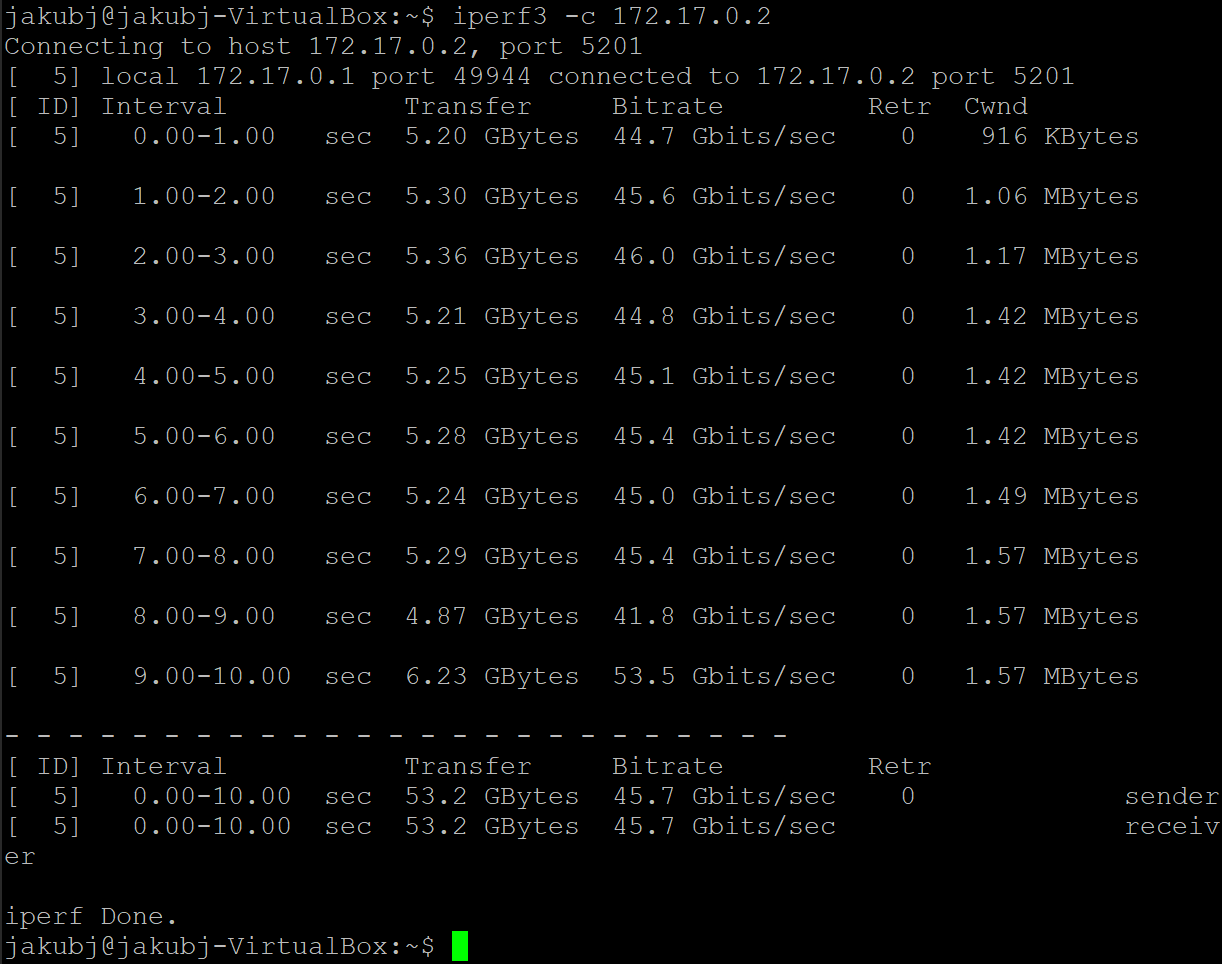 jakubj@jakubj-VirtualBox:~$ iperf3 -c 172.17.0.2
Connecting to host 172.17.0.2, port 5201
[  5] local 172.17.0.1 port 49944 connected to 172.17.0.2 port 5201
[ ID] Interval           Transfer     Bitrate         Retr  Cwnd
[  5]   0.00-1.00   sec  5.20 GBytes  44.7 Gbits/sec    0    916 KBytes
[  5]   1.00-2.00   sec  5.30 GBytes  45.6 Gbits/sec    0   1.06 MBytes
[  5]   2.00-3.00   sec  5.36 GBytes  46.0 Gbits/sec    0   1.17 MBytes
[  5]   3.00-4.00   sec  5.21 GBytes  44.8 Gbits/sec    0   1.42 MBytes
[  5]   4.00-5.00   sec  5.25 GBytes  45.1 Gbits/sec    0   1.42 MBytes
[  5]   5.00-6.00   sec  5.28 GBytes  45.4 Gbits/sec    0   1.42 MBytes
[  5]   6.00-7.00   sec  5.24 GBytes  45.0 Gbits/sec    0   1.49 MBytes
[  5]   7.00-8.00   sec  5.29 GBytes  45.4 Gbits/sec    0   1.57 MBytes
[  5]   8.00-9.00   sec  4.87 GBytes  41.8 Gbits/sec    0   1.57 MBytes
[  5]   9.00-10.00  sec  6.23 GBytes  53.5 Gbits/sec    0   1.57 MBytes
- - - - - - - - - - - - - - - - - - - - - - - - -
[ ID] Interval           Transfer     Bitrate         Retr
[  5]   0.00-10.00  sec  53.2 GBytes  45.7 Gbits/sec    0             sender
[  5]   0.00-10.00  sec  53.2 GBytes  45.7 Gbits/sec                  receiv
er
iperf Done.
jakubj@jakubj-VirtualBox:~$